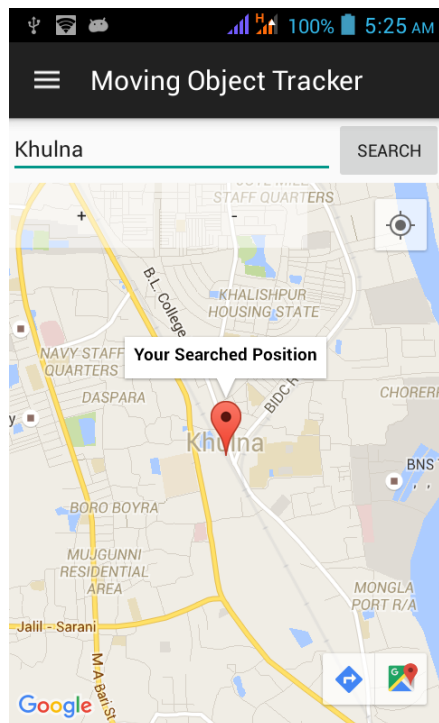 H
100%
5:25 AM
Moving Object Tracker
Khulna
SEARCH
STAFF QUARTERS
+
-
B.L. College
KHALISHPUR
HOUSING STATE
NAVY STAFF
QUARTERS
Your Searched Position
DASPARA
BIDC R
CHORERI
y
Khulna
BNS
BORO BOYRA
MUJGUNNI
RESIDENTIAL
AREA
MONGLA
PORT R/A
Jalil - Sarani
M A Bari St
Google
G